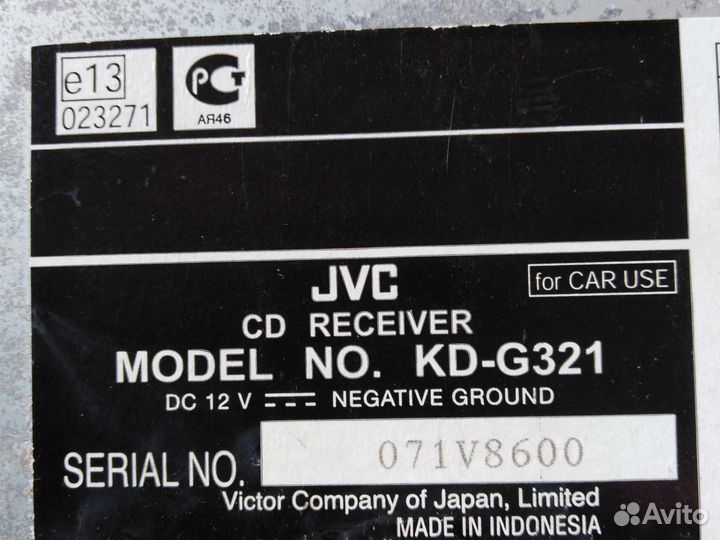 e13
023271
РСТ
АЯ46
JVC
for CAR USE
CD RECEIVER
MODEL NO. KD-G321
DC 12 V NEGATIVE GROUND
SERIAL NO. 071V8600
Victor Company of Japan, Limited
MADE IN INDONESIA
Avito